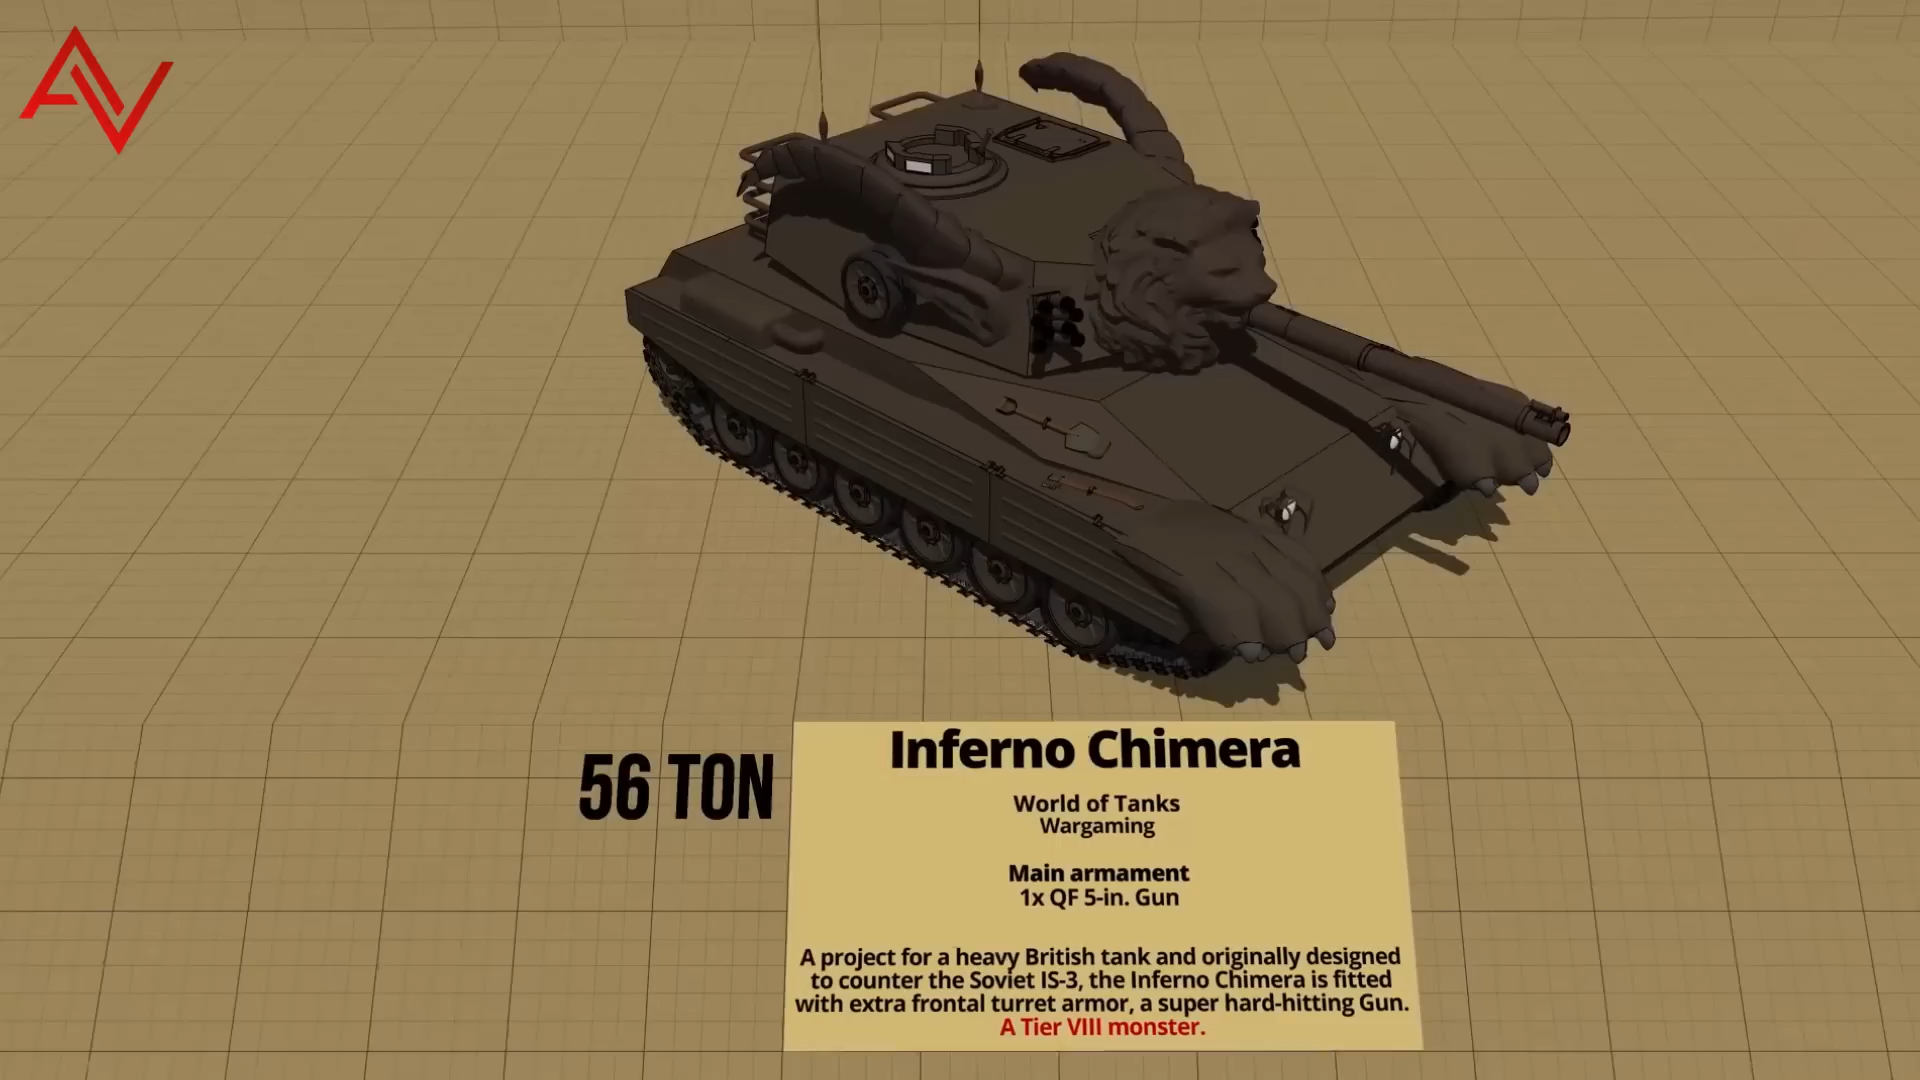 AV
56 TON
Inferno Chimera
World of Tanks
Wargaming
Main armament
1x QF 5-in. Gun
A project for a heavy British tank and originally designed
to counter the Soviet IS-3, the Inferno Chimera is fitted
with extra frontal turret armor, a super hard-hitting Gun.
A Tier VIII monster.